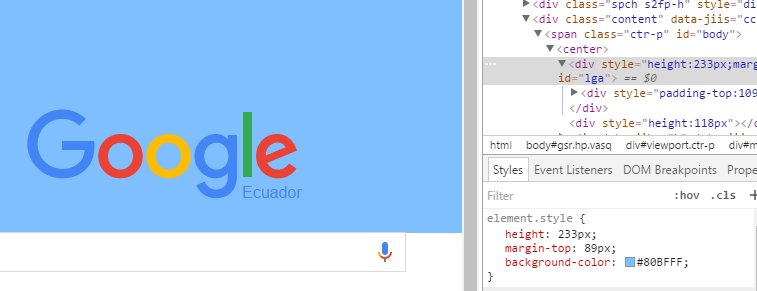 Google
Ecuador
<div class="spch s2fp-h" style="di
<div class="content" data-jiis="cc
<span class="ctr-p" id="body">
<center>
<div style="height:233px;mar
id="lga"> == $0
<div style="padding-top:109
</div>
<div style="height:118px"></
html body#gsr.hp.vasq div#viewport.ctr-p div#m
Styles Event Listeners DOM Breakpoints Prope
Filter :hov .cls +
element.style {
height: 233px;
margin-top: 89px;
background-color: #80BFFF;
}